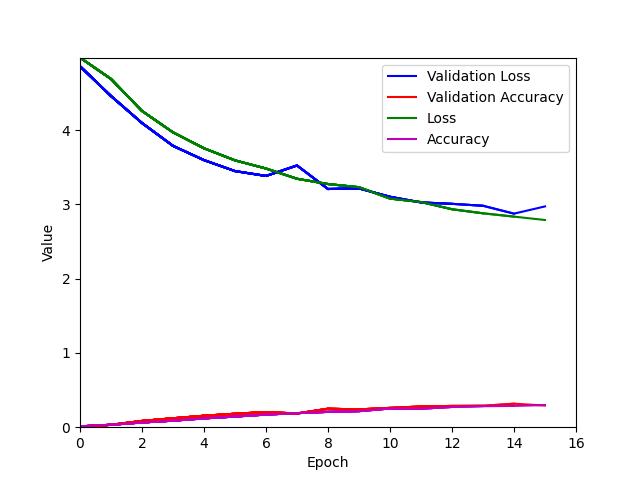 Validation Loss
Validation Accuracy
Loss
Accuracy
4
3
2
1
0
Value
0 2 4 6 8 10 12 14 16
Epoch